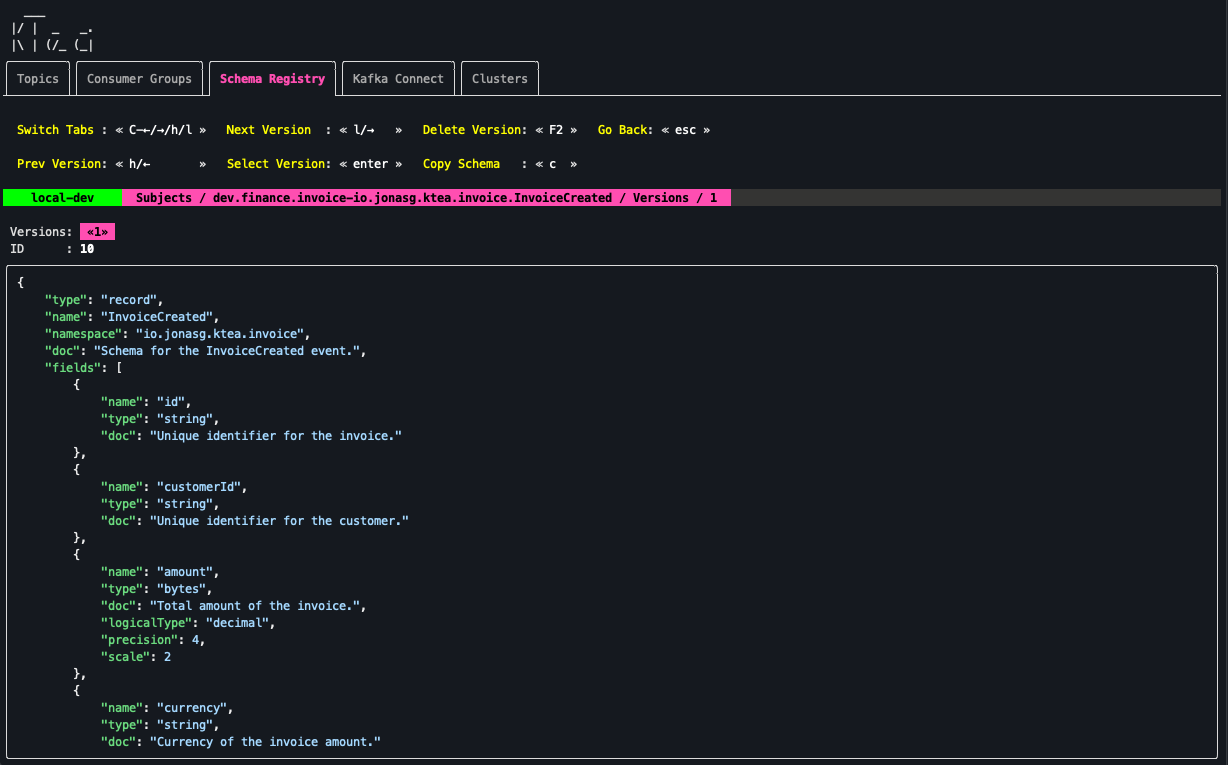 Topics   Consumer Groups   Schema Registry   Kafka Connect   Clusters
Switch Tabs : « C-←/→/h/l »   Next Version  : « l/→   »   Delete Version: « F2 »   Go Back: « esc »
Prev Version: « h/←       »   Select Version: « enter »   Copy Schema   : « c  »
local-dev   Subjects / dev.finance.invoice-io.jonasg.ktea.invoice.InvoiceCreated / Versions / 1
Versions: «1»
ID      : 10
{
    "type": "record",
    "name": "InvoiceCreated",
    "namespace": "io.jonasg.ktea.invoice",
    "doc": "Schema for the InvoiceCreated event.",
    "fields": [
        {
            "name": "id",
            "type": "string",
            "doc": "Unique identifier for the invoice."
        },
        {
            "name": "customerId",
            "type": "string",
            "doc": "Unique identifier for the customer."
        },
        {
            "name": "amount",
            "type": "bytes",
            "doc": "Total amount of the invoice.",
            "logicalType": "decimal",
            "precision": 4,
            "scale": 2
        },
        {
            "name": "currency",
            "type": "string",
            "doc": "Currency of the invoice amount."